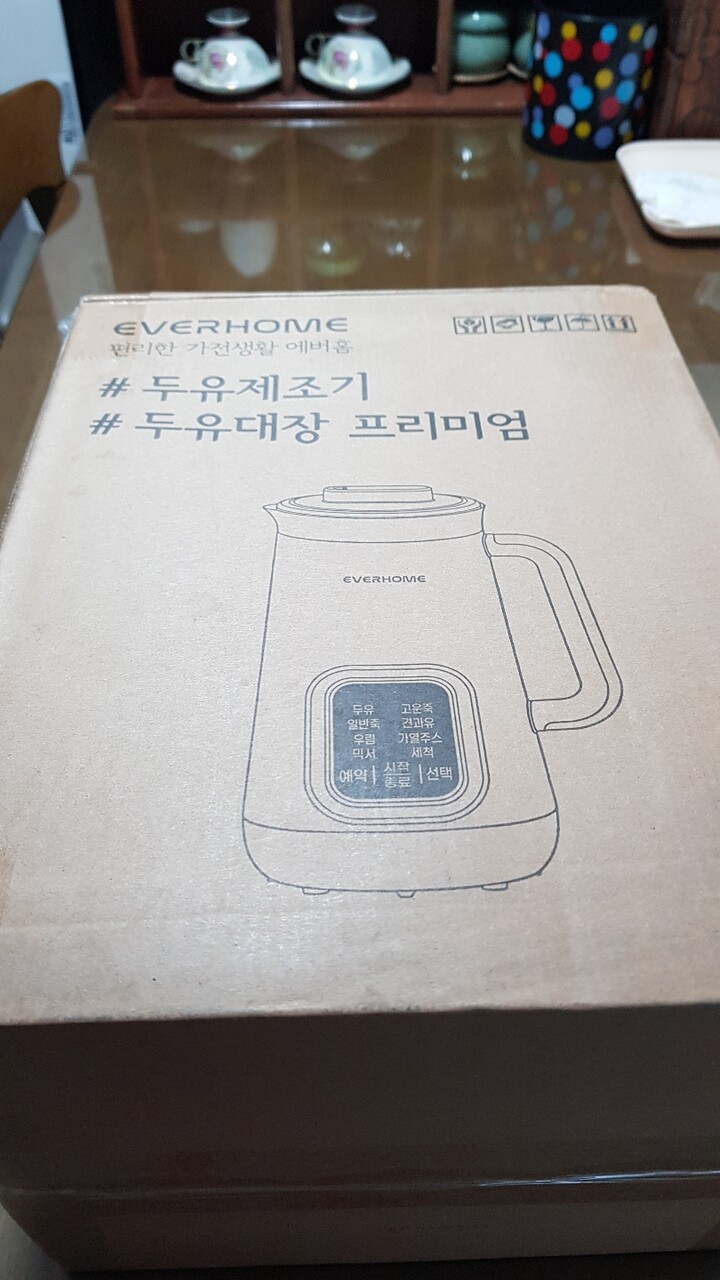 EVERHOME
편리한 가전생활 에버홈
# 두유제조기
# 두유대장 프리미엄
EVERHOME
두유 고운죽
일반죽 견과유
우림 가열주스
믹서 세척
예약 | 시작 종료 | 선택